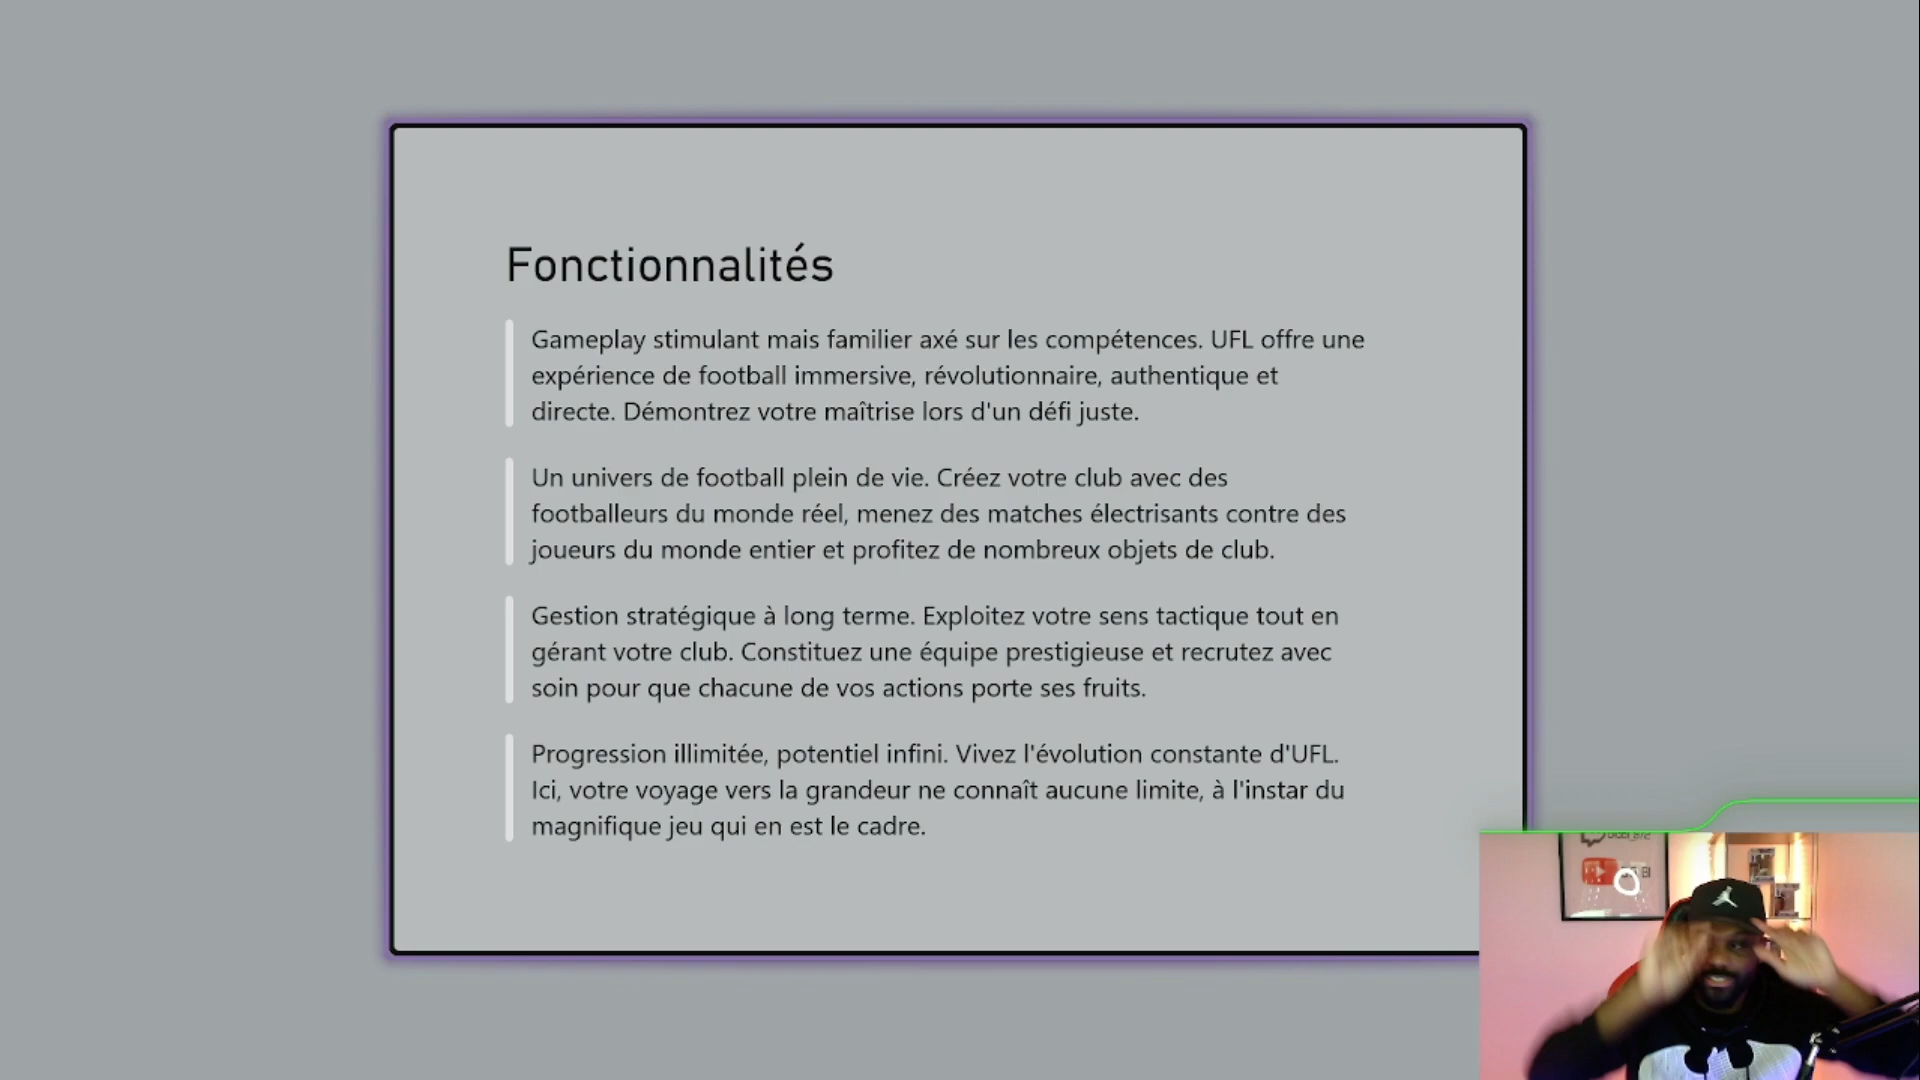 Fonctionnalités
Gameplay stimulant mais familier axé sur les compétences. UFL offre une
expérience de football immersive, révolutionnaire, authentique et
directe. Démontrez votre maîtrise lors d'un défi juste.
Un univers de football plein de vie. Créez votre club avec des
footballeurs du monde réel, menez des matches électrisants contre des
joueurs du monde entier et profitez de nombreux objets de club.
Gestion stratégique à long terme. Exploitez votre sens tactique tout en
gérant votre club. Constituez une équipe prestigieuse et recrutez avec
soin pour que chacune de vos actions porte ses fruits.
Progression illimitée, potentiel infini. Vivez l'évolution constante d'UFL.
Ici, votre voyage vers la grandeur ne connaît aucune limite, à l'instar du
magnifique jeu qui en est le cadre.